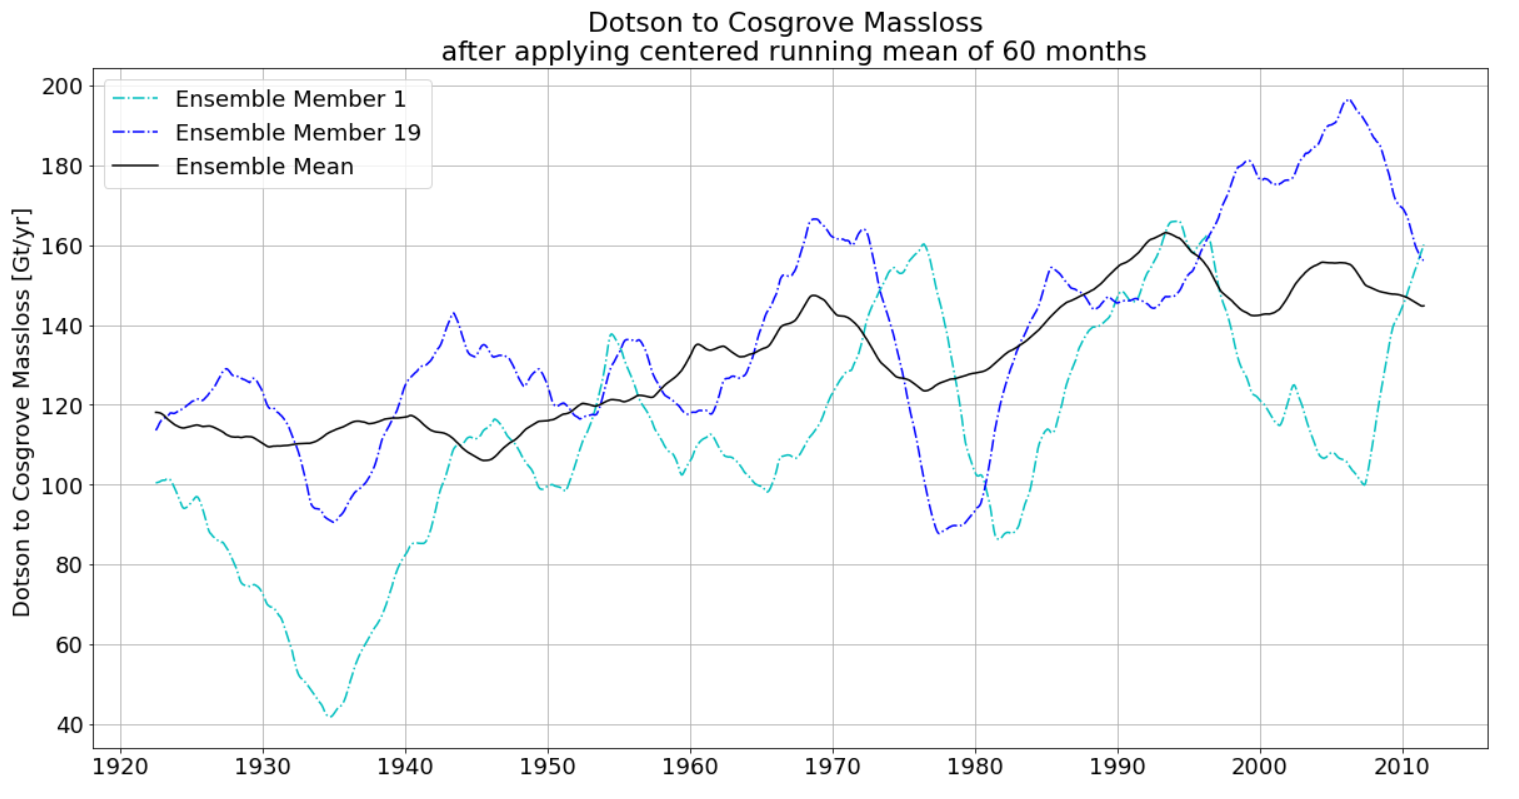 Dotson to Cosgrove Massloss
after applying centered running mean of 60 months
Ensemble Member 1
Ensemble Member 19
Ensemble Mean
Dotson to Cosgrove Massloss [Gt/yr]
200
180
160
140
120
100
80
60
40
1920 1930 1940 1950 1960 1970 1980 1990 2000 2010